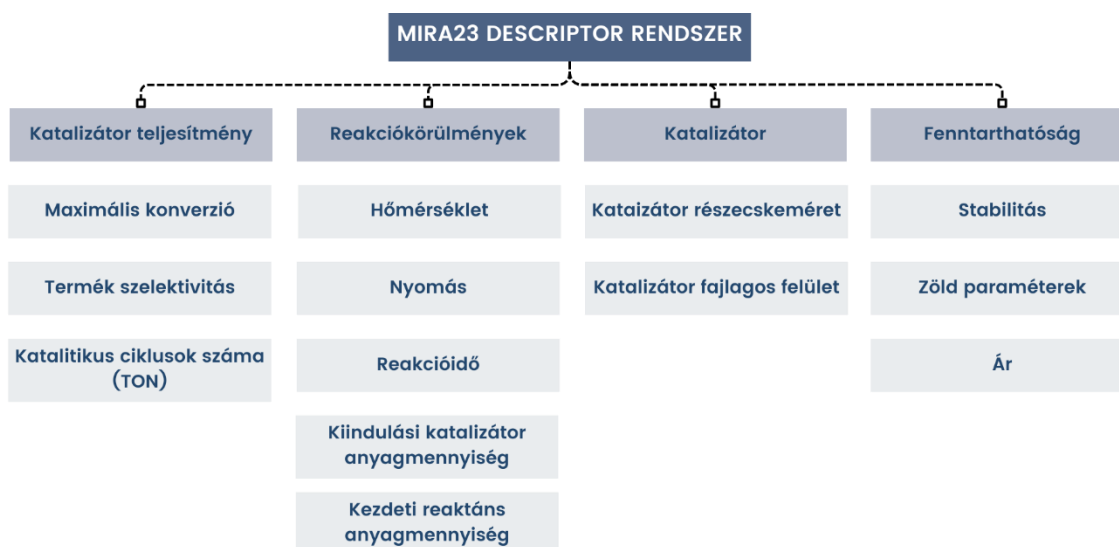 MIRA23 DESCRIPTOR RENDSZER
Katalizátor teljesítmény
Maximális konverzió
Termék szelektivitás
Katalitikus ciklusok száma
(TON)
Reakciókörülmények
Hőmérséklet
Nyomás
Reakcióidő
Kiindulási katalizátor
anyagmennyiség
Kezdeti reaktáns
anyagmennyiség
Katalizátor
Kataizátor részecskeméret
Katalizátor fajlagos felület
Fenntarthatóság
Stabilitás
Zöld paraméterek
Ár